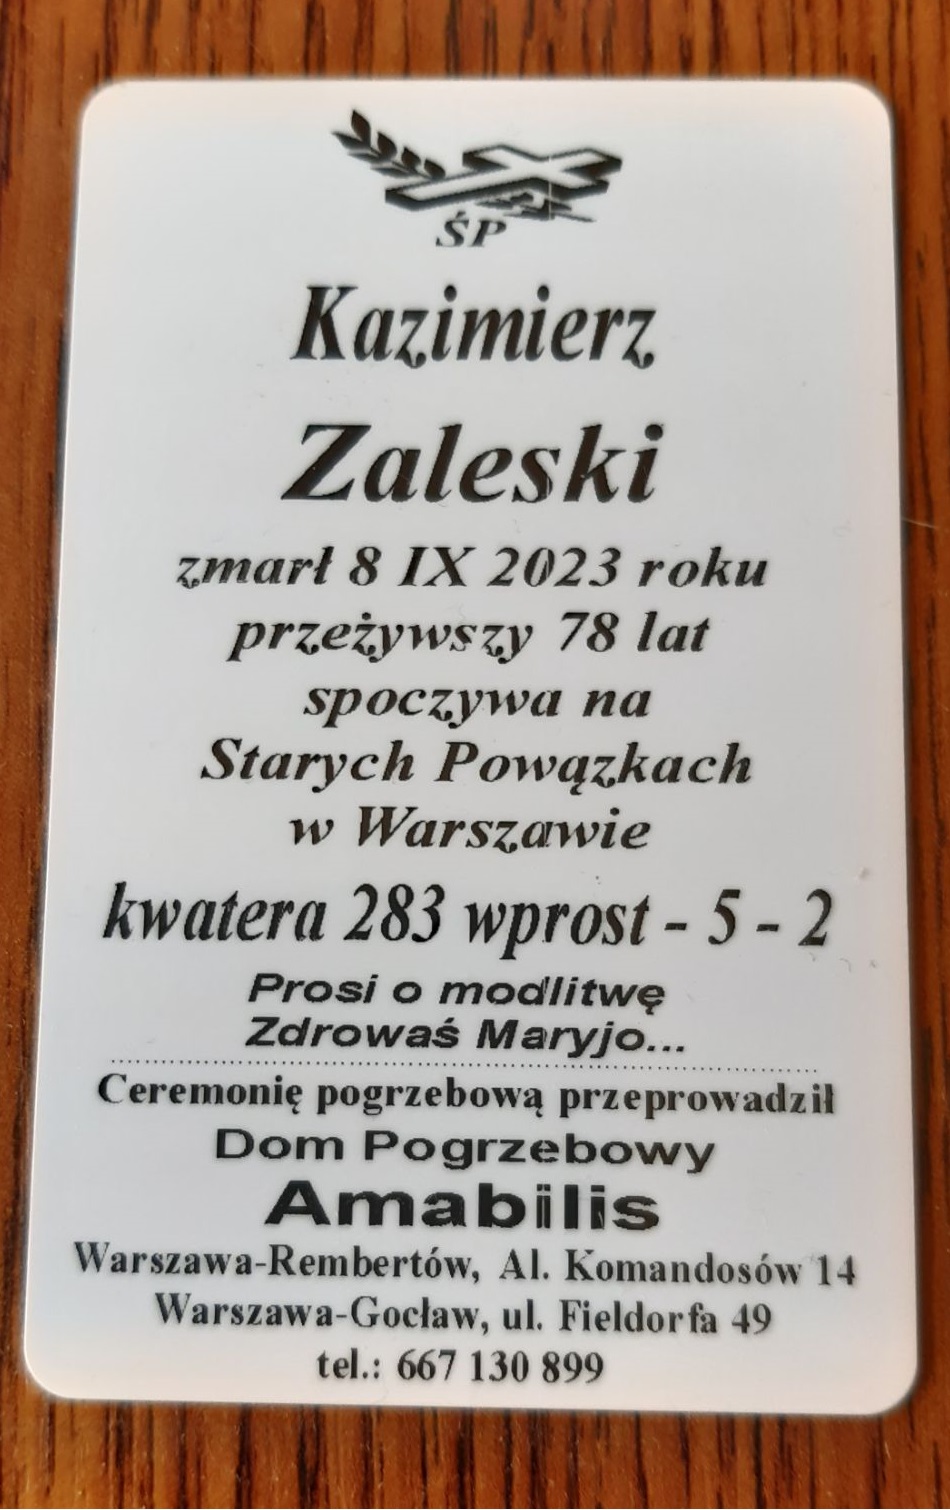 ŚP
Kazimierz
Zaleski
zmarł 8 IX 2023 roku
przeżywszy 78 lat
spoczywa na
Starych Powązkach
w Warszawie
kwatera 283 wprost - 5 - 2
Prosi o modlitwę
Zdrowaś Maryjo...
Ceremonię pogrzebową przeprowadził
Dom Pogrzebowy
Amabilis
Warszawa-Rembertów, Al. Komandosów 14
Warszawa-Gocław, ul. Fieldorfa 49
tel.: 667 130 899